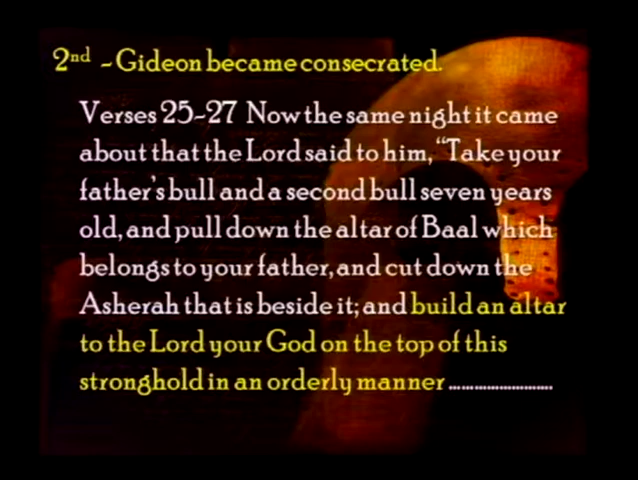 2nd - Gideon became consecrated.
Verses 25-27 Now the same night it came
about that the Lord said to him, "Take your
father's bull and a second bull seven years
old, and pull down the altar of Baal which
belongs to your father, and cut down the
Asherah that is beside it; and build an altar
to the Lord your God on the top of this
stronghold in an orderly manner ........................